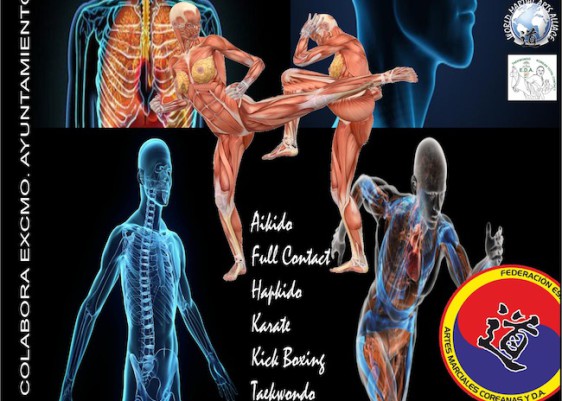 COLABORA EXCMO. AYUNTAMIENTO
WORLD MARTIAL ARTS ALLIANCE
E.D.A.
Aikido
Full Contact
Hapkido
Karate
Kick Boxing
Taekwondo
FEDERACION ES
ARTES MARCIALES COREANAS Y D.A.
道